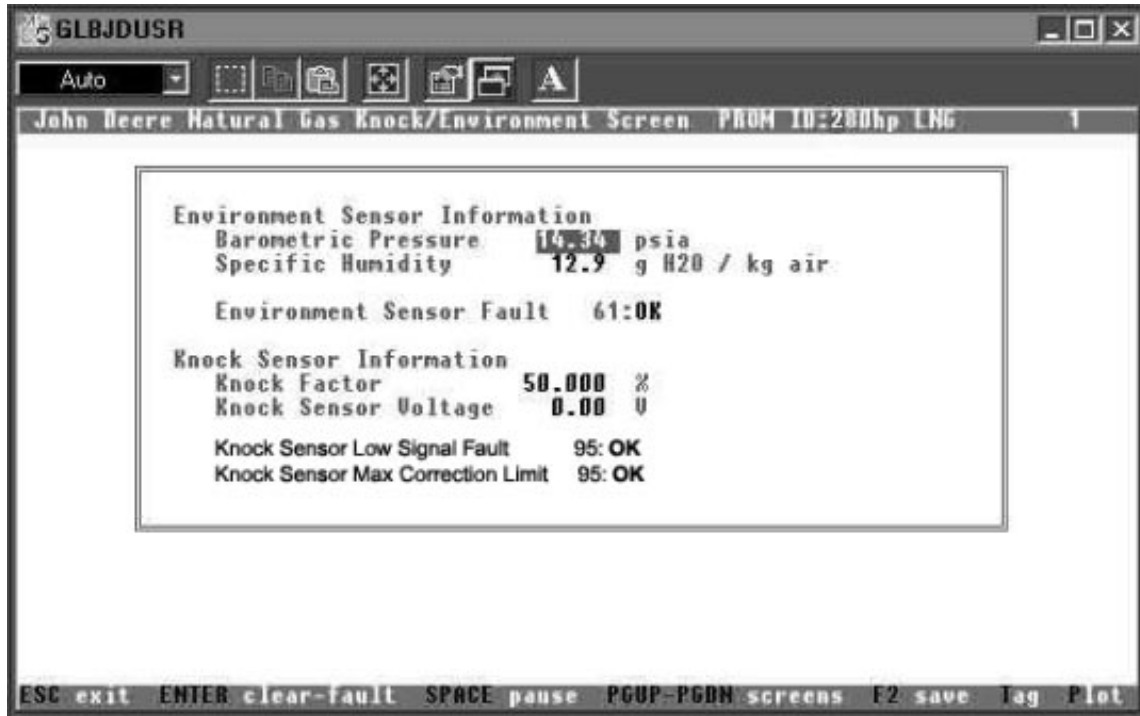 GLBJDUSR
Auto
A
John Deere Natural Gas Knock/Environment Screen PROM ID:280hp LNG 1
Environment Sensor Information
Barometric Pressure 14.34 psia
Specific Humidity 12.9 g H20 / kg air
Environment Sensor Fault 61:OK
Knock Sensor Information
Knock Factor 50.000 %
Knock Sensor Voltage 0.00 V
Knock Sensor Low Signal Fault 95: OK
Knock Sensor Max Correction Limit 95: OK
ESC exit ENTER clear-fault SPACE pause PGUP-PGDN screens F2 save Tag Plot